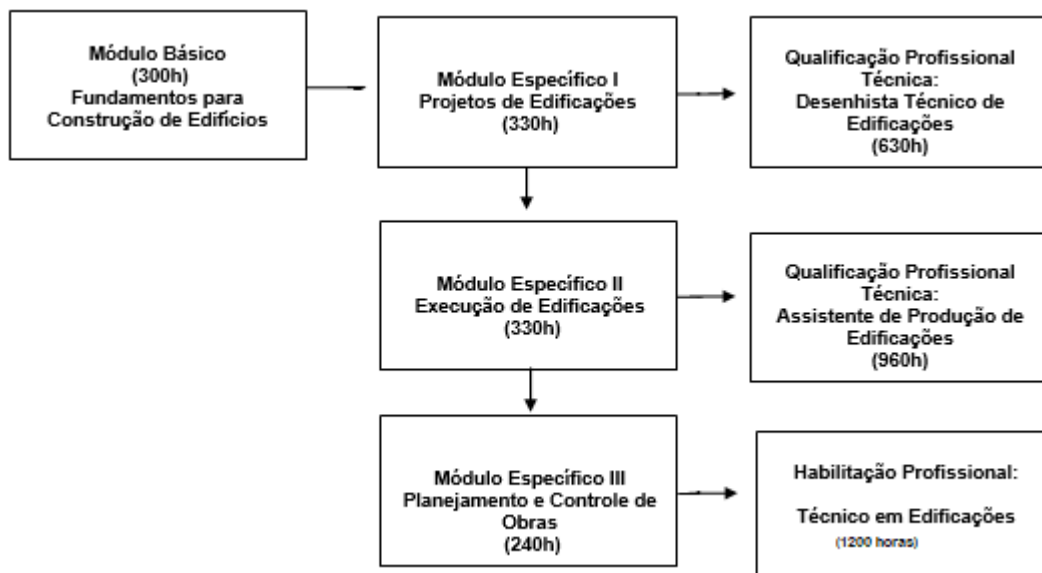 Módulo Básico
(300h)
Fundamentos para
Construção de Edifícios
Módulo Específico I
Projetos de Edificações
(330h)
Qualificação Profissional
Técnica:
Desenhista Técnico de
Edificações
(630h)
Módulo Específico II
Execução de Edificações
(330h)
Qualificação Profissional
Técnica:
Assistente de Produção de
Edificações
(960h)
Módulo Específico III
Planejamento e Controle de
Obras
(240h)
Habilitação Profissional:
Técnico em Edificações
(1200 horas)